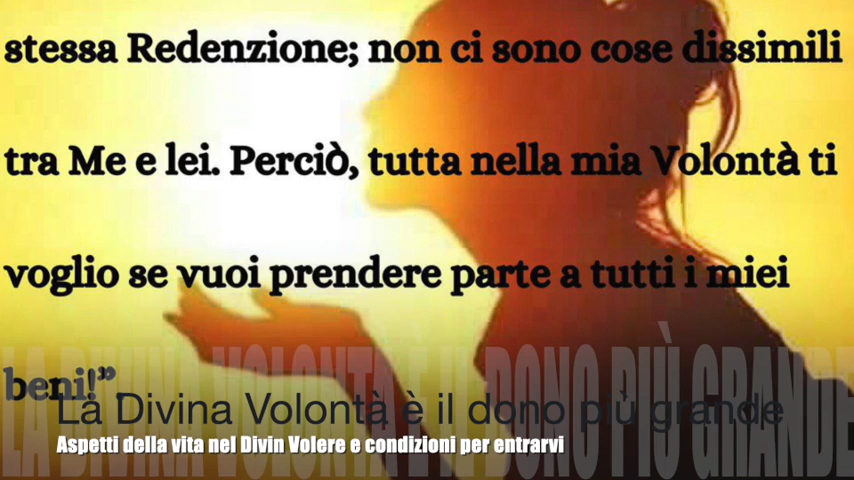 stessa Redenzione; non ci sono cose dissimili
tra Me e lei. Perciò, tutta nella mia Volontà ti
voglio se vuoi prendere parte a tutti i miei
beni!”.
LA DIVINA VOLONTÀ È IL DONO PIÙ GRANDE
La Divina Volontà è il dono più grande
Aspetti della vita nel Divin Volere e condizioni per entrarvi